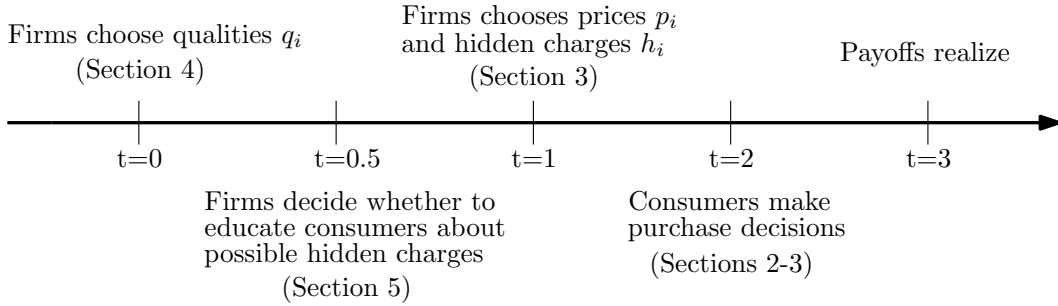 Firms choose qualities q_i
(Section 4)
Firms chooses prices p_i
and hidden charges h_i
(Section 3)
Payoffs realize
t=0
t=0.5
t=1
t=2
t=3
Firms decide whether to
educate consumers about
possible hidden charges
(Section 5)
Consumers make
purchase decisions
(Sections 2-3)